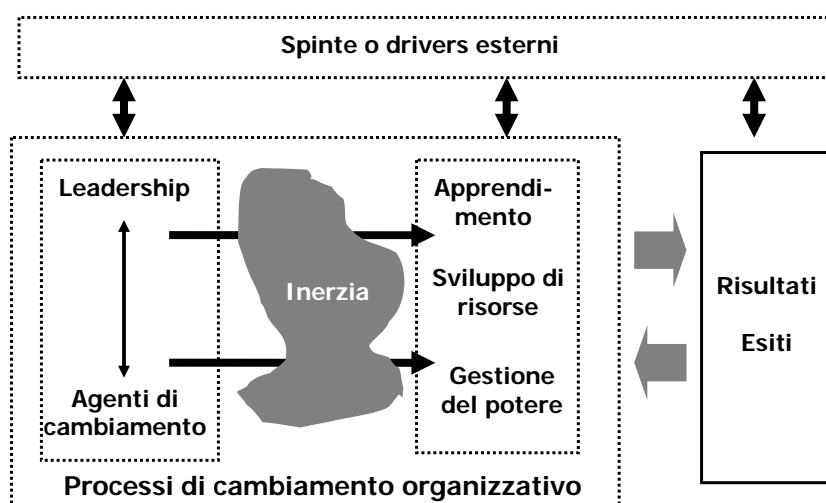 Spinte o drivers esterni
Leadership
Agenti di
cambiamento
Inerzia
Apprendi-
mento
Sviluppo di
risorse
Gestione
del potere
Risultati
Esiti
Processi di cambiamento organizzativo